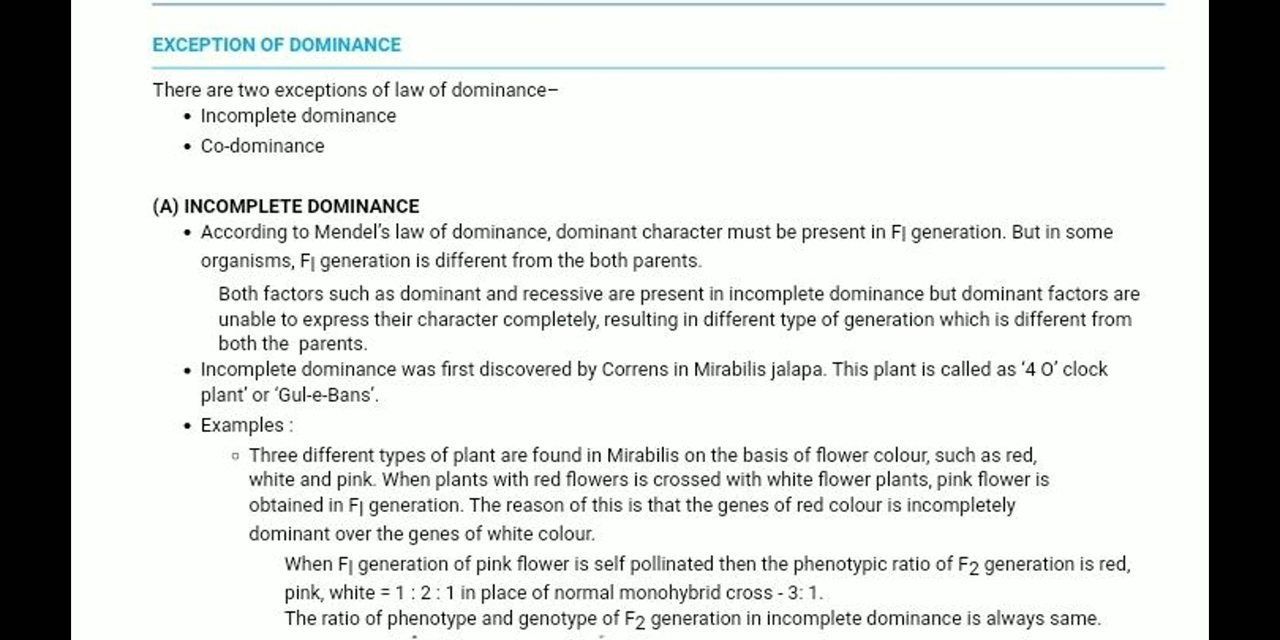 EXCEPTION OF DOMINANCE
There are two exceptions of law of dominance–
• Incomplete dominance
• Co-dominance
(A) INCOMPLETE DOMINANCE
• According to Mendel's law of dominance, dominant character must be present in F| generation. But in some
organisms, F| generation is different from the both parents.
Both factors such as dominant and recessive are present in incomplete dominance but dominant factors are
unable to express their character completely, resulting in different type of generation which is different from
both the parents.
• Incomplete dominance was first discovered by Correns in Mirabilis jalapa. This plant is called as '4 O' clock
plant' or 'Gul-e-Bans'.
• Examples :
▫ Three different types of plant are found in Mirabilis on the basis of flower colour, such as red,
white and pink. When plants with red flowers is crossed with white flower plants, pink flower is
obtained in F| generation. The reason of this is that the genes of red colour is incompletely
dominant over the genes of white colour.
When F| generation of pink flower is self pollinated then the phenotypic ratio of F2 generation is red,
pink, white = 1 : 2 : 1 in place of normal monohybrid cross - 3: 1.
The ratio of phenotype and genotype of F2 generation in incomplete dominance is always same.